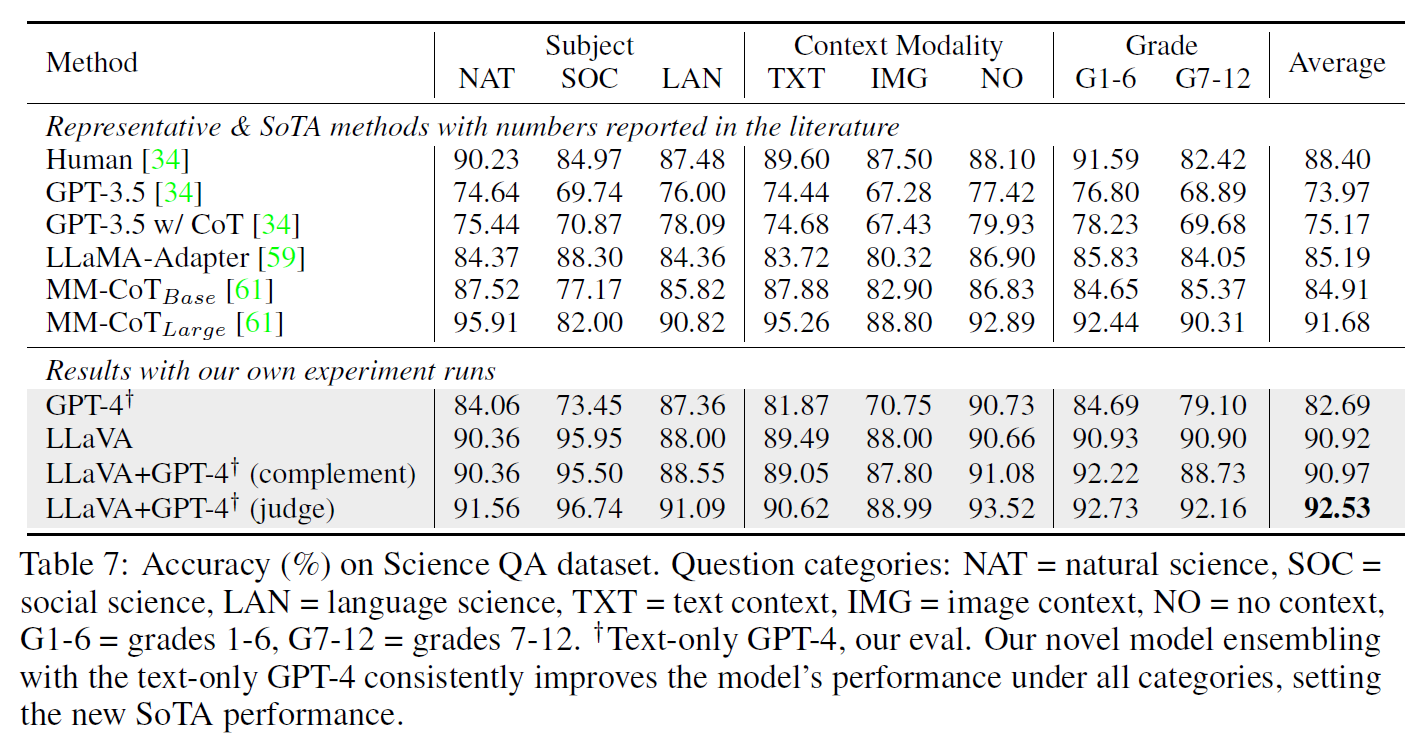 Method Subject Context Modality Grade Average
NAT SOC LAN TXT IMG NO G1-6 G7-12
Representative & SoTA methods with numbers reported in the literature
Human [34] 90.23 84.97 87.48 89.60 87.50 88.10 91.59 82.42 88.40
GPT-3.5 [34] 74.64 69.74 76.00 74.44 67.28 77.42 76.80 68.89 73.97
GPT-3.5 w/ CoT [34] 75.44 70.87 78.09 74.68 67.43 79.93 78.23 69.68 75.17
LLaMA-Adapter [59] 84.37 88.30 84.36 83.72 80.32 86.90 85.83 84.05 85.19
MM-CoT Base [61] 87.52 77.17 85.82 87.88 82.90 86.83 84.65 85.37 84.91
MM-CoT Large [61] 95.91 82.00 90.82 95.26 88.80 92.89 92.44 90.31 91.68
Results with our own experiment runs
GPT-4† 84.06 73.45 87.36 81.87 70.75 90.73 84.69 79.10 82.69
LLaVA 90.36 95.95 88.00 89.49 88.00 90.66 90.93 90.90 90.92
LLaVA+GPT-4† (complement) 90.36 95.50 88.55 89.05 87.80 91.08 92.22 88.73 90.97
LLaVA+GPT-4† (judge) 91.56 96.74 91.09 90.62 88.99 93.52 92.73 92.16 92.53
Table 7: Accuracy (%) on Science QA dataset. Question categories: NAT = natural science, SOC =
social science, LAN = language science, TXT = text context, IMG = image context, NO = no context,
G1-6 = grades 1-6, G7-12 = grades 7-12. †Text-only GPT-4, our eval. Our novel model ensembling
with the text-only GPT-4 consistently improves the model's performance under all categories, setting
the new SoTA performance.